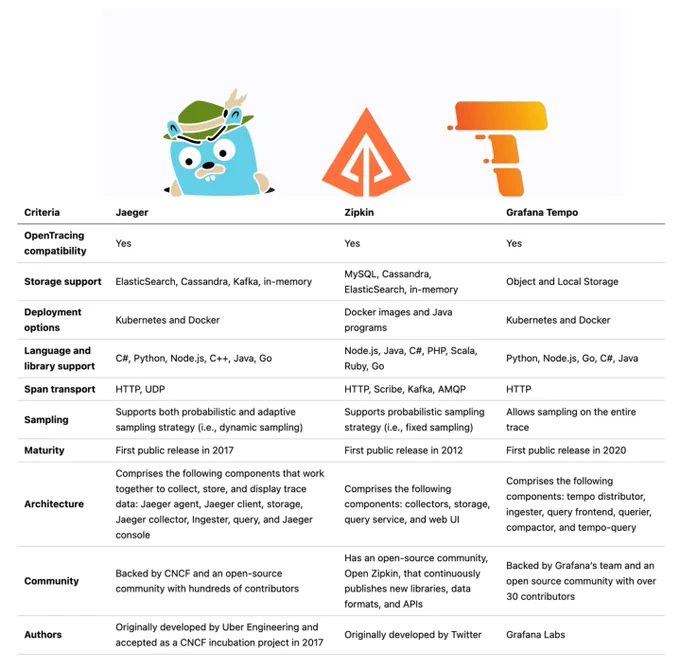 Criteria Jaeger Zipkin Grafana Tempo
OpenTracing
compatibility
Yes
Yes
Yes
Storage support
ElasticSearch, Cassandra, Kafka, in-memory
MySQL, Cassandra,
ElasticSearch, in-memory
Object and Local Storage
Deployment
options
Kubernetes and Docker
Docker images and Java
programs
Kubernetes and Docker
Language and
library support
C#, Python, Node.js, C++, Java, Go
Node.js, Java, C#, PHP, Scala,
Ruby, Go
Python, Node.js, Go, C#, Java
Span transport
HTTP, UDP
HTTP, Scribe, Kafka, AMQP
HTTP
Sampling
Supports both probabilistic and adaptive
sampling strategy (i.e., dynamic sampling)
Supports probabilistic sampling
strategy (i.e., fixed sampling)
Allows sampling on the entire
trace
Maturity
First public release in 2017
First public release in 2012
First public release in 2020
Architecture
Comprises the following components that work
together to collect, store, and display trace
data: Jaeger agent, Jaeger client, storage,
Jaeger collector, Ingester, query, and Jaeger
console
Comprises the following
components: collectors, storage,
query service, and web UI
Comprises the following
components: tempo distributor,
ingester, query frontend, querier,
compactor, and tempo-query
Community
Backed by CNCF and an open-source
community with hundreds of contributors
Has an open-source community,
Open Zipkin, that continuously
publishes new libraries, data
formats, and APIs
Backed by Grafana's team and an
open source community with over
30 contributors
Authors
Originally developed by Uber Engineering and
accepted as a CNCF incubation project in 2017
Originally developed by Twitter
Grafana Labs